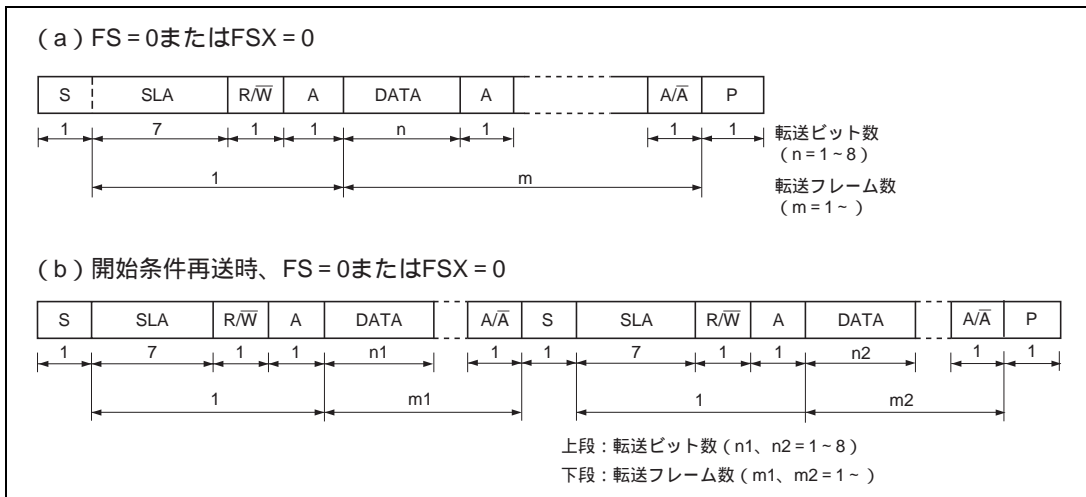 (a) FS = 0またはFSX = 0
S SLA R/W̅ A DATA A A/A̅ P
1 7 1 1 n 1 1 1 転送ビット数
(n = 1 ~ 8)
1 m 転送フレーム数
(m = 1 ~ )
(b) 開始条件再送時、FS = 0またはFSX = 0
S SLA R/W̅ A DATA A/A̅ S SLA R/W̅ A DATA A/A̅ P
1 7 1 1 n1 1 1 7 1 1 n2 1 1
1 m1 1 m2
上段:転送ビット数(n1、n2 = 1 ~ 8)
下段:転送フレーム数(m1、m2 = 1 ~ )